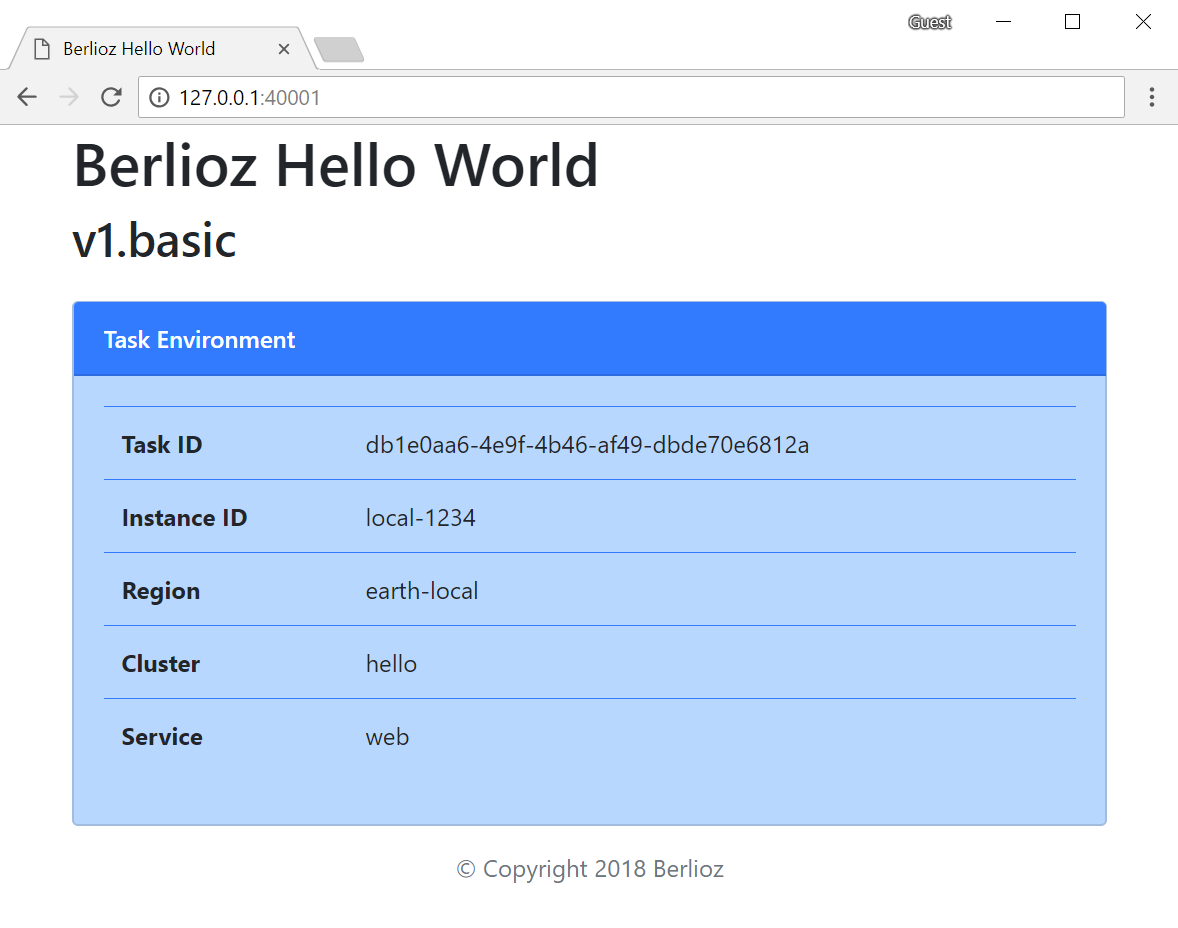 Guest
Berlioz Hello World
127.0.0.1:40001
Berlioz Hello World
v1.basic
Task Environment
Task ID db1e0aa6-4e9f-4b46-af49-dbde70e6812a
Instance ID local-1234
Region earth-local
Cluster hello
Service web
© Copyright 2018 Berlioz